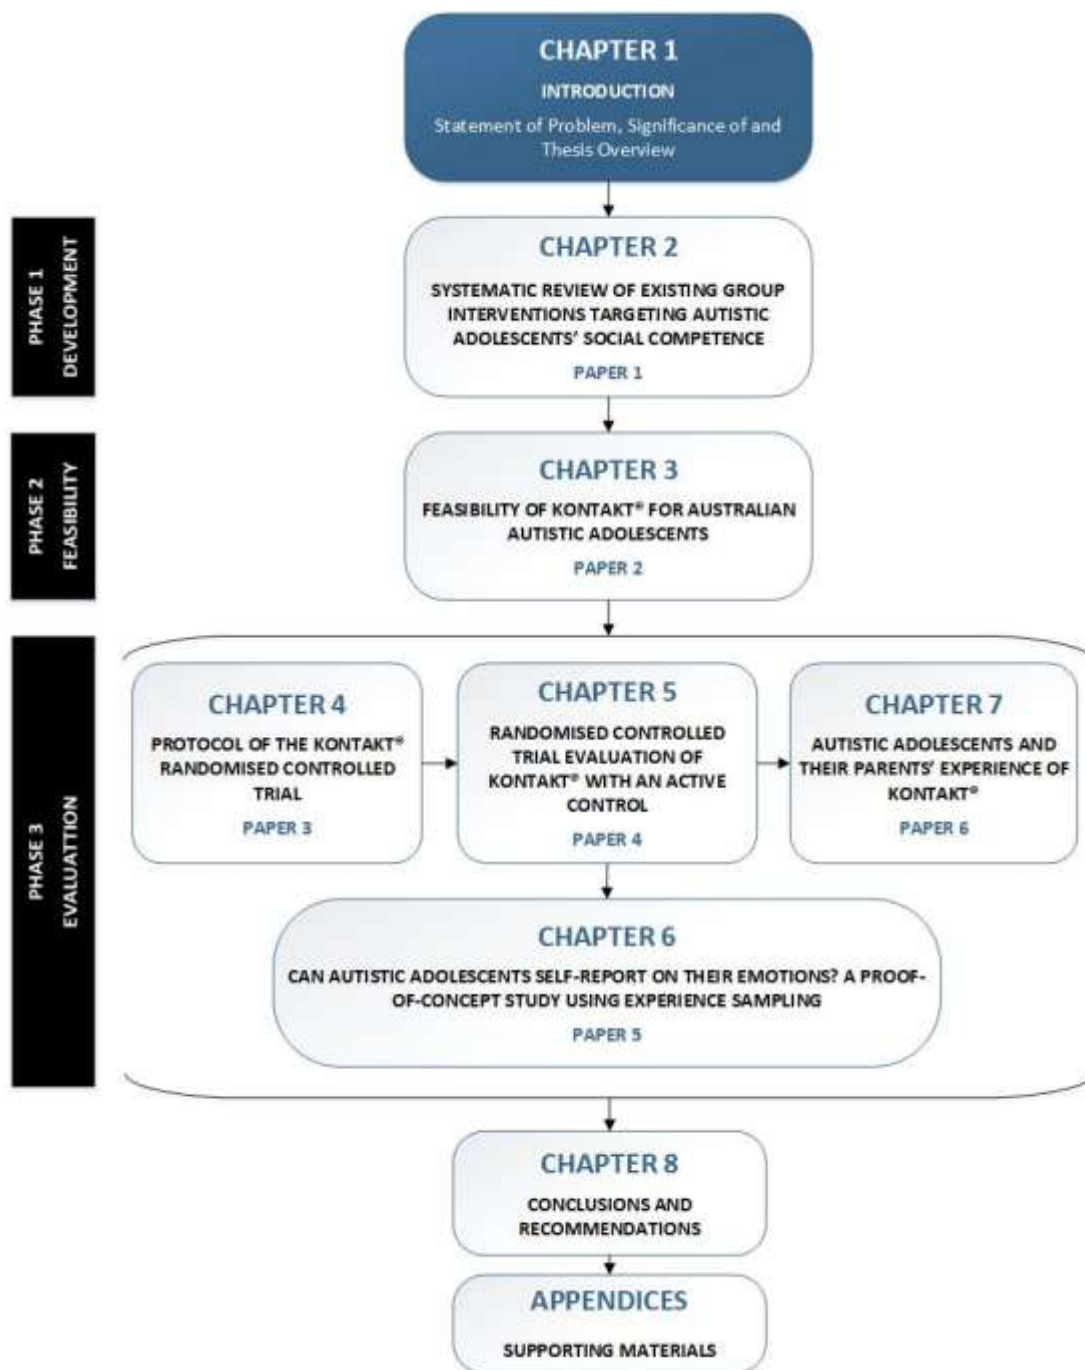 CHAPTER 1
INTRODUCTION
Statement of Problem, Significance of and
Thesis Overview
PHASE 1
DEVELOPMENT
CHAPTER 2
SYSTEMATIC REVIEW OF EXISTING GROUP
INTERVENTIONS TARGETING AUTISTIC
ADOLESCENTS' SOCIAL COMPETENCE
PAPER 1
PHASE 2
FEASIBILITY
CHAPTER 3
FEASIBILITY OF KONTAKT® FOR AUSTRALIAN
AUTISTIC ADOLESCENTS
PAPER 2
PHASE 3
EVALUATTION
CHAPTER 4
PROTOCOL OF THE KONTAKT®
RANDOMISED CONTROLLED
TRIAL
PAPER 3
CHAPTER 5
RANDOMISED CONTROLLED
TRIAL EVALUATION OF
KONTAKT® WITH AN ACTIVE
CONTROL
PAPER 4
CHAPTER 7
AUTISTIC ADOLESCENTS AND
THEIR PARENTS' EXPERIENCE OF
KONTAKT®
PAPER 6
CHAPTER 6
CAN AUTISTIC ADOLESCENTS SELF-REPORT ON THEIR EMOTIONS? A PROOF-
OF-CONCEPT STUDY USING EXPERIENCE SAMPLING
PAPER 5
CHAPTER 8
CONCLUSIONS AND
RECOMMENDATIONS
APPENDICES
SUPPORTING MATERIALS